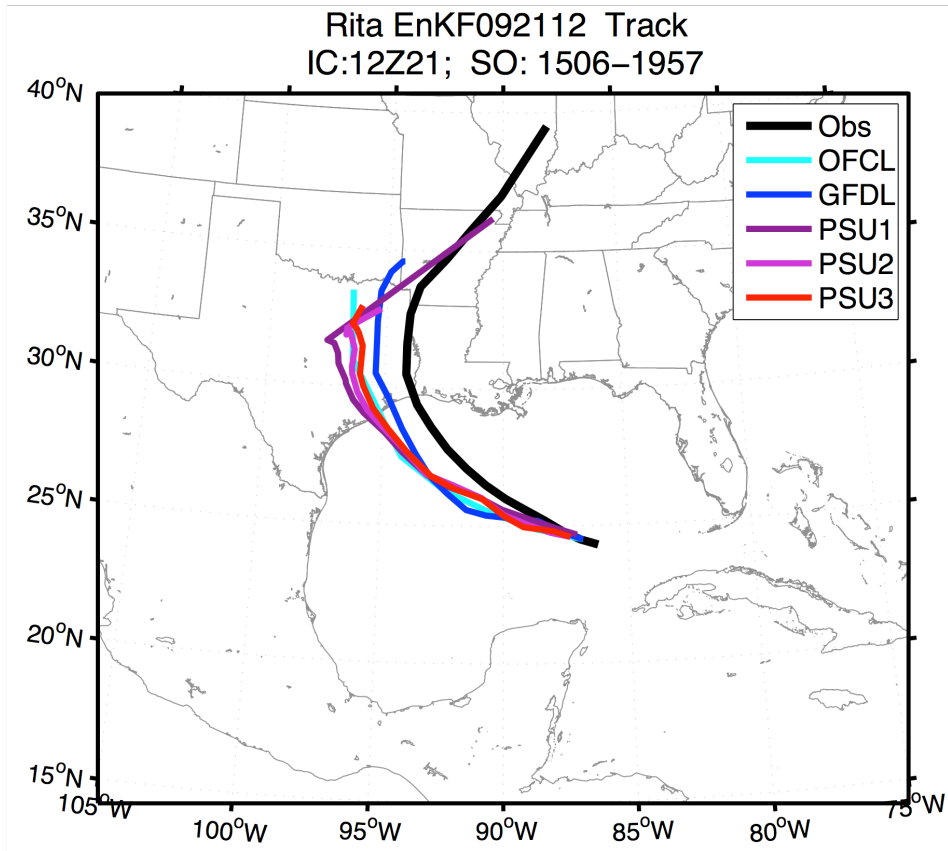 Rita EnKF092112 Track
IC:12Z21; SO: 1506–1957
40°N
35°N
30°N
25°N
20°N
15°N
105°W
100°W
95°W
90°W
85°W
80°W
75°W
Obs
OFCL
GFDL
PSU1
PSU2
PSU3